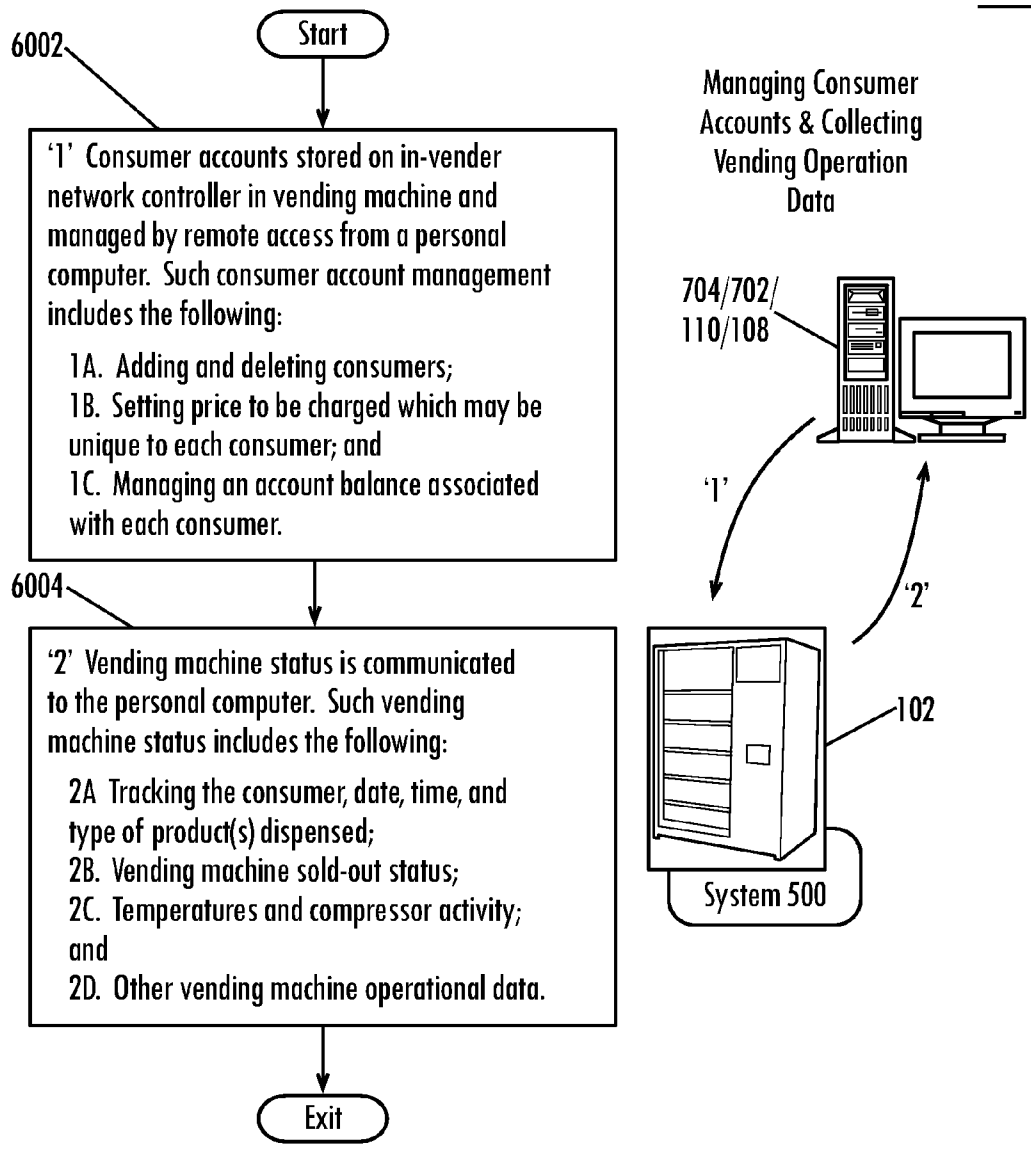 Start
6002
‘1’ Consumer accounts stored on in-vender
network controller in vending machine and
managed by remote access from a personal
computer. Such consumer account management
includes the following:
1A. Adding and deleting consumers;
1B. Setting price to be charged which may be
unique to each consumer; and
1C. Managing an account balance associated
with each consumer.
6004
‘2’ Vending machine status is communicated
to the personal computer. Such vending
machine status includes the following:
2A Tracking the consumer, date, time, and
type of product(s) dispensed;
2B. Vending machine sold-out status;
2C. Temperatures and compressor activity;
and
2D. Other vending machine operational data.
Exit
Managing Consumer
Accounts & Collecting
Vending Operation
Data
704/702/
110/108
‘1’
‘2’
102
System 500